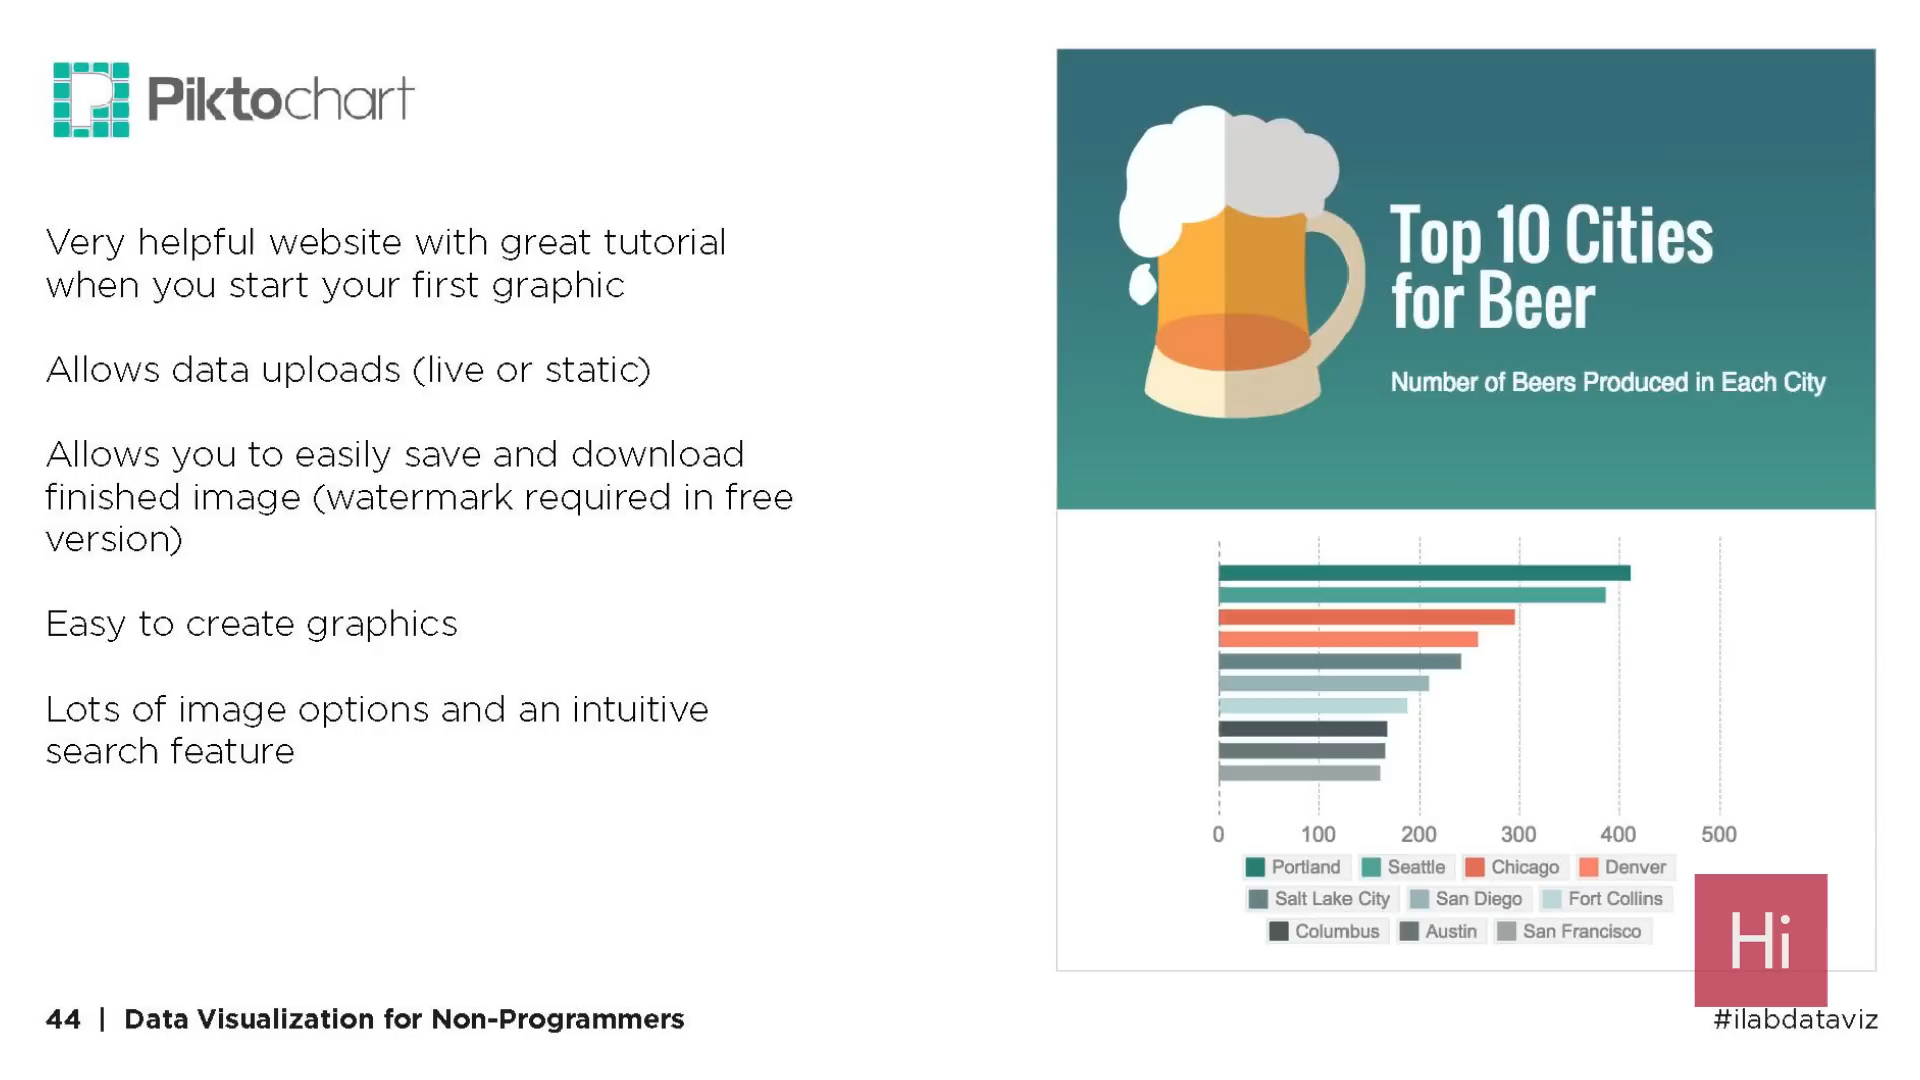 Piktochart
Very helpful website with great tutorial
when you start your first graphic
Allows data uploads (live or static)
Allows you to easily save and download
finished image (watermark required in free
version)
Easy to create graphics
Lots of image options and an intuitive
search feature
Top 10 Cities
for Beer
Number of Beers Produced in Each City
0 100 200 300 400 500
Portland Seattle Chicago Denver
Salt Lake City San Diego Fort Collins
Columbus Austin San Francisco
Hi
44 | Data Visualization for Non-Programmers
#ilabdataviz